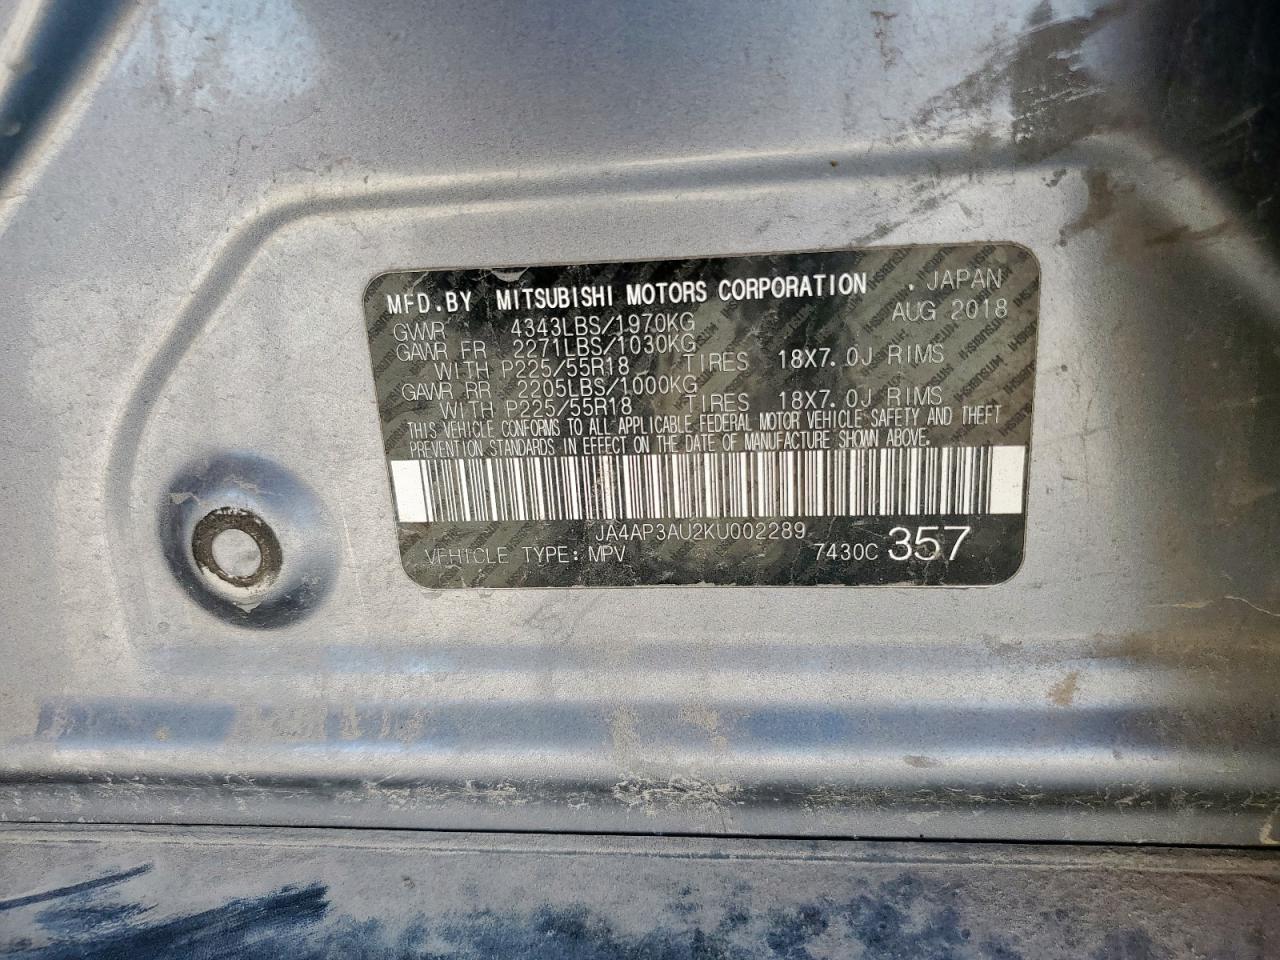 MFD.BY MITSUBISHI MOTORS CORPORATION . JAPAN
GWWR 4343LBS/1970KG AUG 2018
GAWR FR 2271LBS/1030KG
WITH P225/55R18 TIRES 18X7.0J RIMS
GAWR RR 2205LBS/1000KG
WITH P225/55R18 TIRES 18X7.0J RIMS
THIS VEHICLE CONFORMS TO ALL APPLICABLE FEDERAL MOTOR VEHICLE SAFETY AND THEFT
PREVENTION STANDARDS IN EFFECT ON THE DATE OF MANUFACTURE SHOWN ABOVE.
JA4AP3AU2KU002289
VEHICLE TYPE:MPV 7430C 357